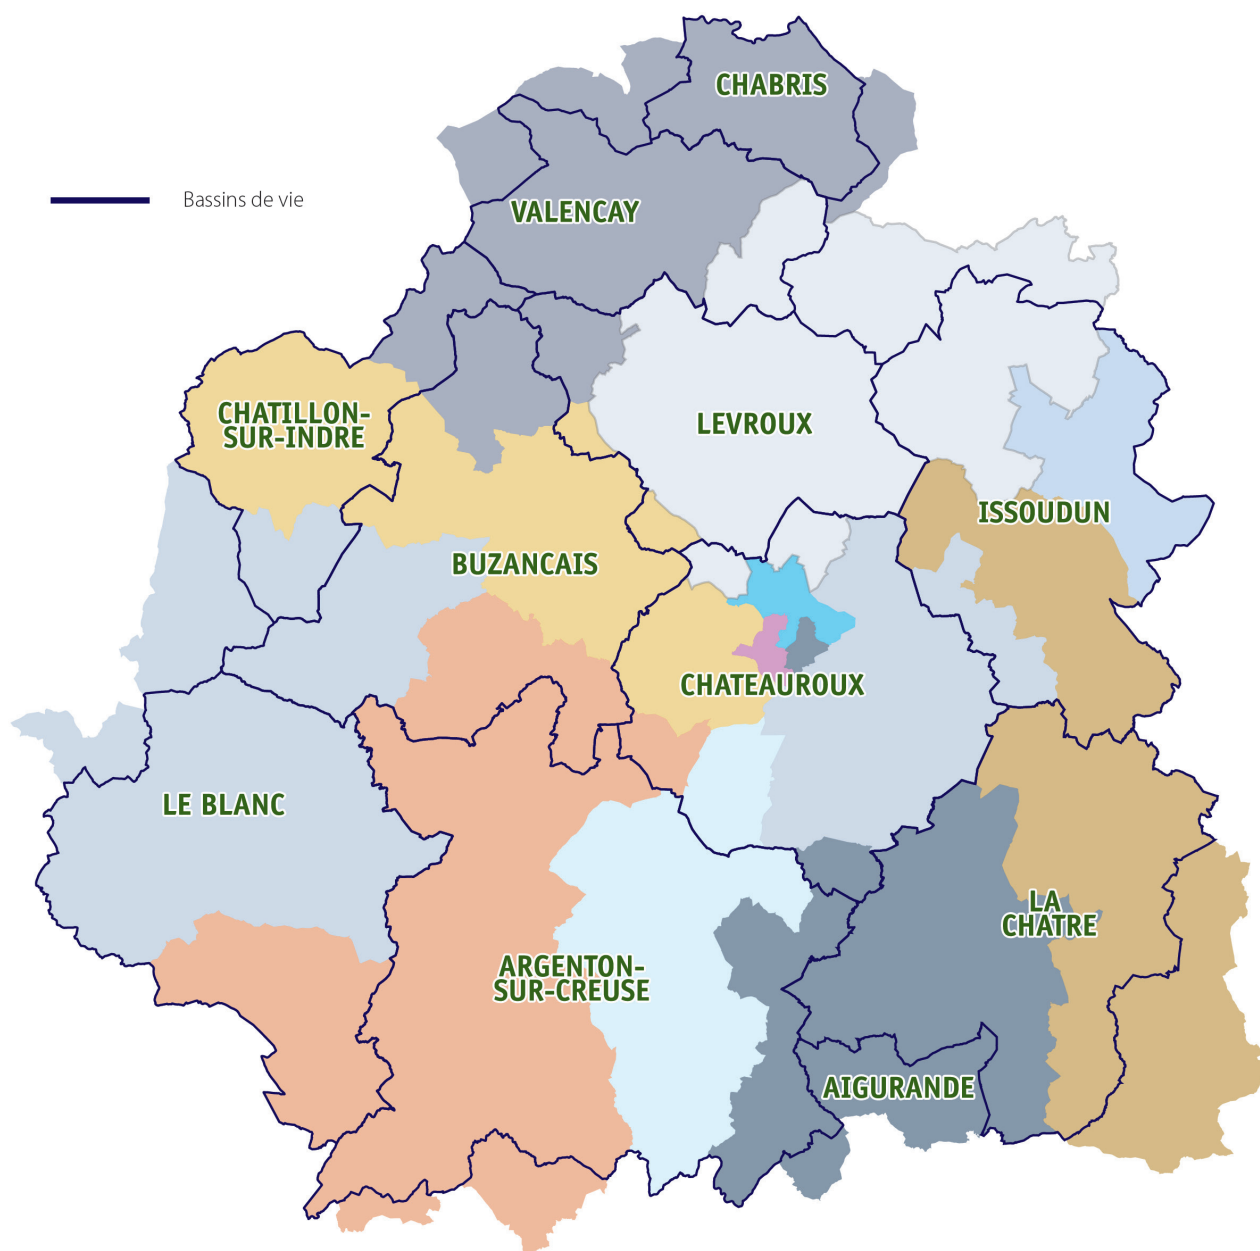 CHABRIS
Bassins de vie
VALENCAY
CHATILLON-
SUR-INDRE
LEVROUX
ISSOUDUN
BUZANCAIS
CHATEAUROUX
LE BLANC
LA
CHATRE
ARGENTON-
SUR-CREUSE
AIGURANDE